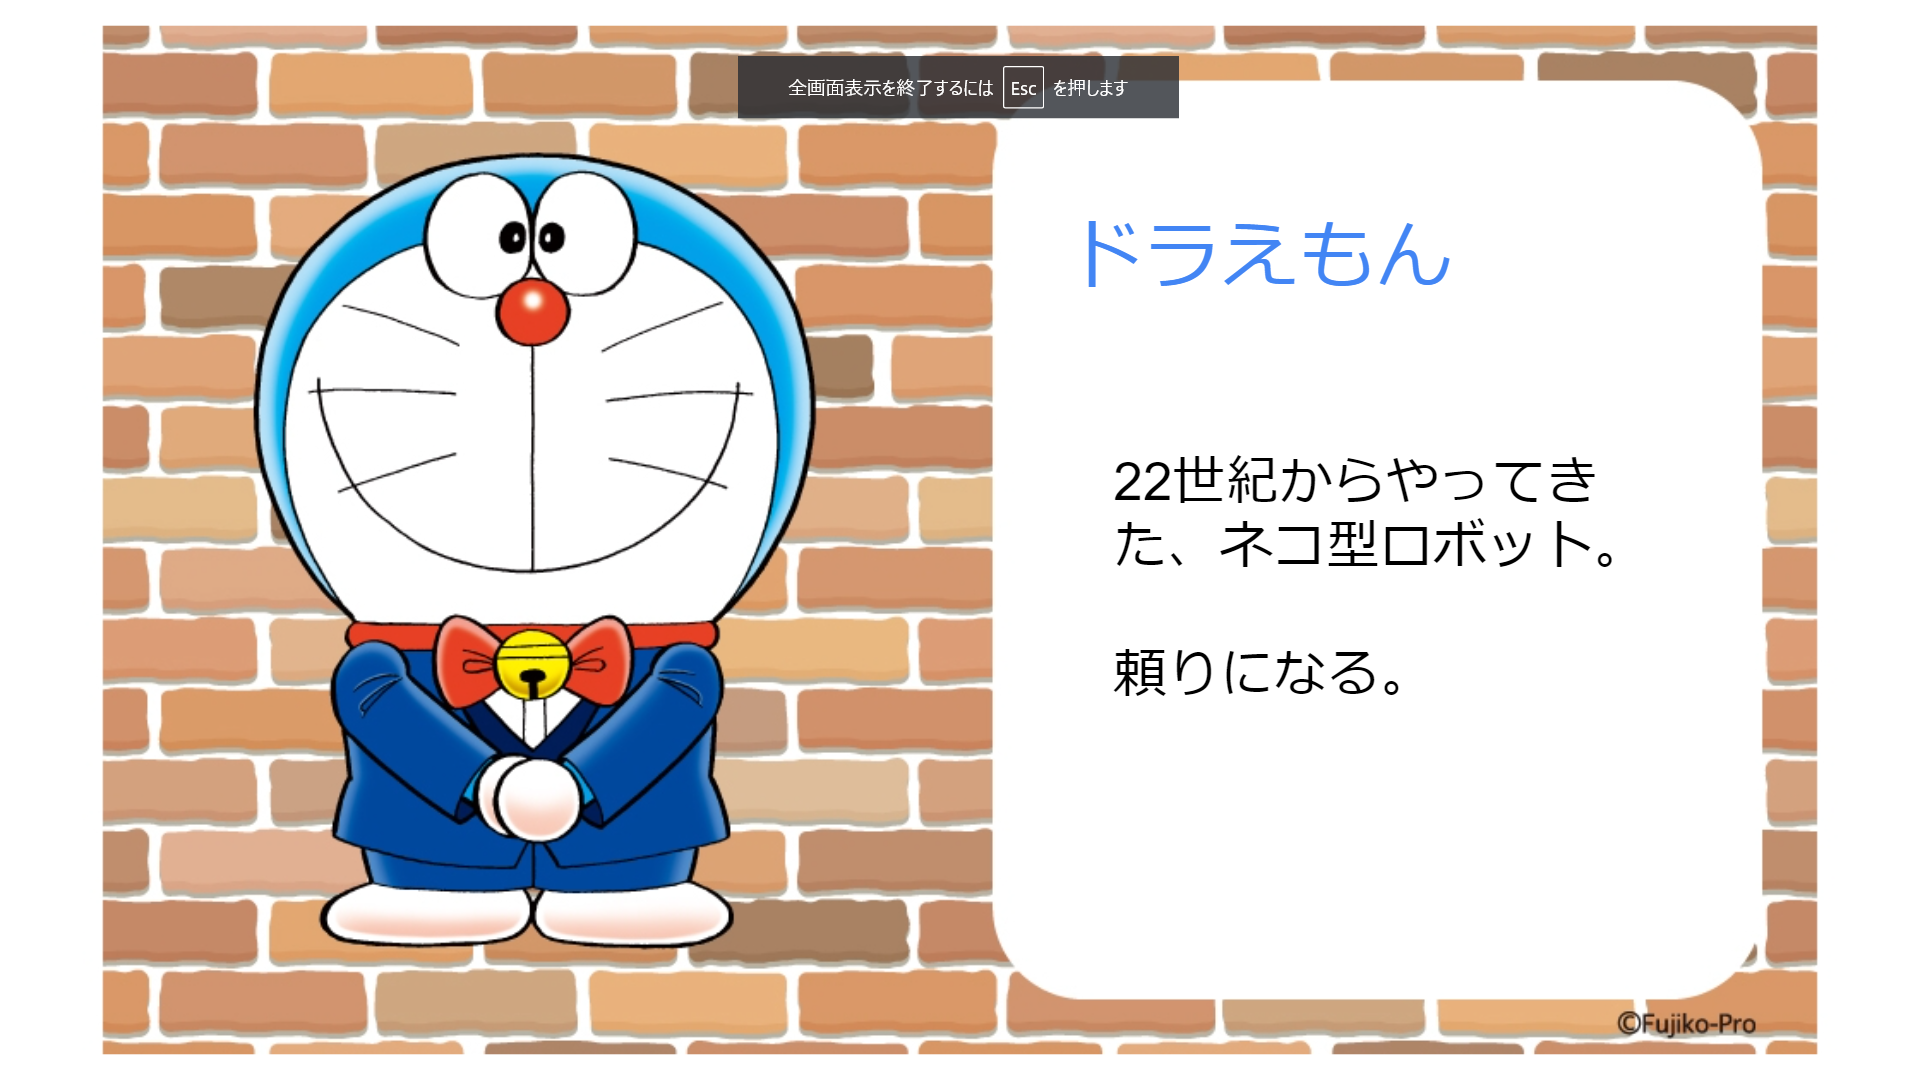 全画面表示を終了するには Esc を押します
ドラえもん
22世紀からやってき
た、ネコ型ロボット。
頼りになる。
©Fujiko-Pro